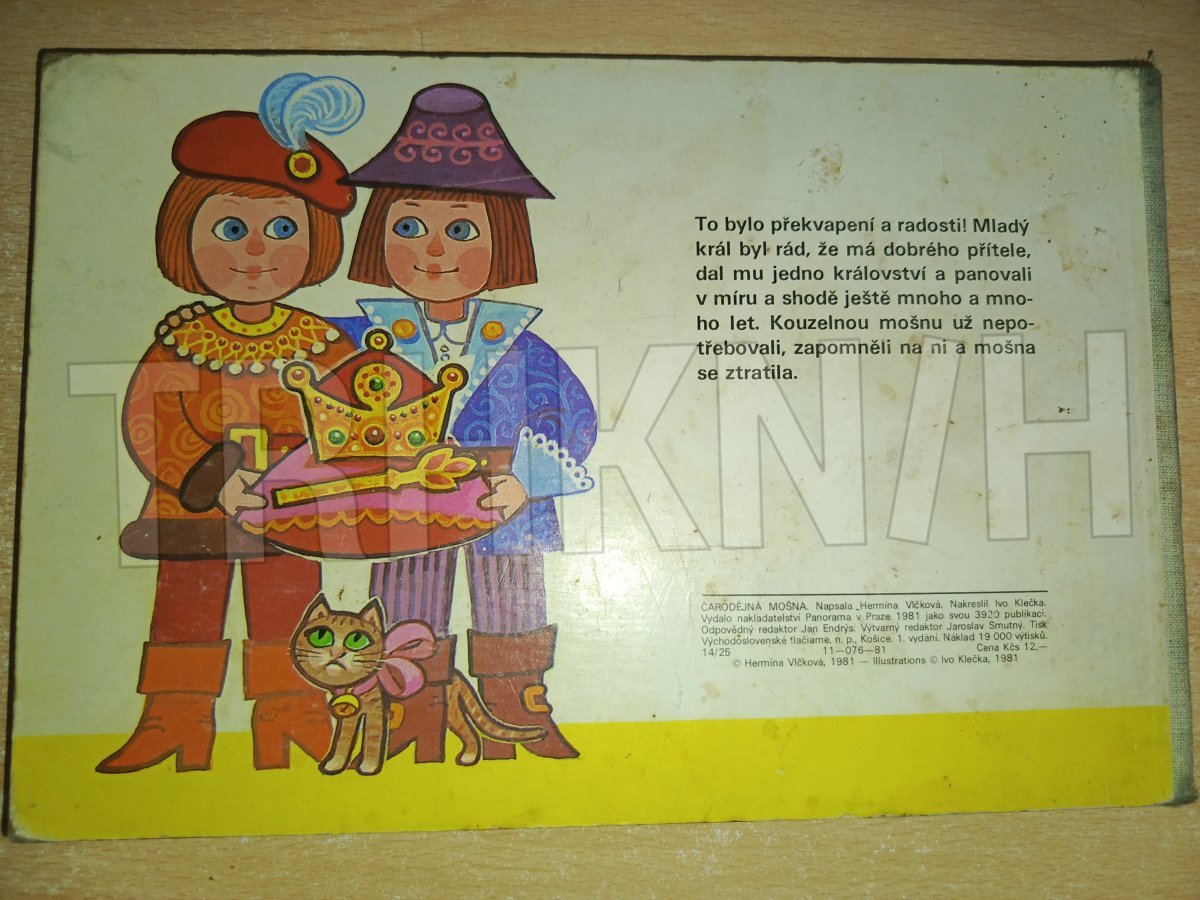 To bylo překvapení a radosti! Mladý
král byl rád, že má dobrého přítele,
dal mu jedno království a panovali
v míru a shodě ještě mnoho a mno-
ho let. Kouzelnou mošnu už nepo-
třebovali, zapomněli na ni a mošna
se ztratila.
TRHKNIH
ČARODĚJNÁ MOŠNA. Napsala Hermína Vlčková. Nakreslil Ivo Klečka.
Vydalo nakladatelství Panorama v Praze 1981 jako svou 3920 publikaci.
Odpovědný redaktor Jan Endrýs. Výtvarný redaktor Jaroslav Smutný. Tisk
Východoslovenské tlačiarne, n. p., Košice. 1. vydání. Náklad 19 000 výtisků.
14/25 11—076—81 Cena Kčs 12,—
© Hermína Vlčková, 1981 — Illustrations © Ivo Klečka, 1981